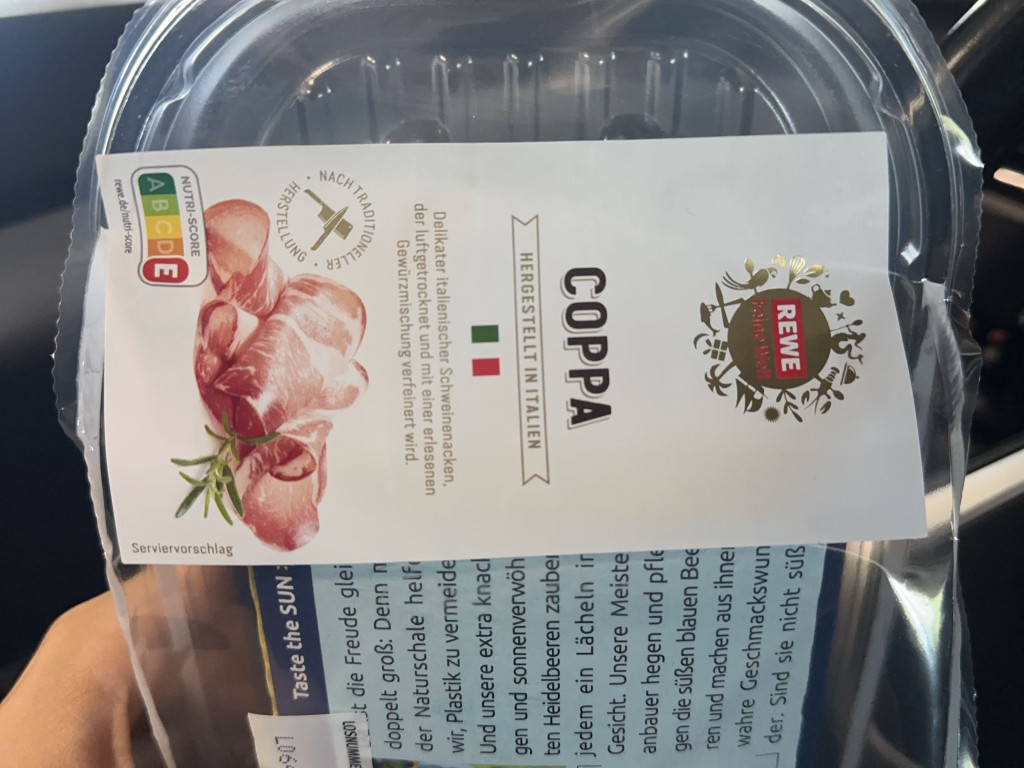 REWE
Feine Welt
COPPA
HERGESTELLT IN ITALIEN
Delikater italienischer Schweinenacken,
der luftgetrocknet und mit einer erlesenen
Gewürzmischung verfeinert wird.
· NACH TRADITIONELLER · HERSTELLUNG
NUTRI-SCORE
A B C D E
rewe.de/nutri-score
Serviervorschlag
Taste the SUN
die Freude glei
doppelt groß: Denn
der Naturschale helf
wir, Plastik zu vermeide
Und unsere extra knac
gen und sonnenverwöh
ten Heidelbeeren zauber
jedem ein Lächeln
Gesicht. Unsere Meister
anbauer hegen und pfle
gen die süßen blauen Bee
ren und machen aus ihnen
wahre Geschmackswun
der. Sind sie nicht süß